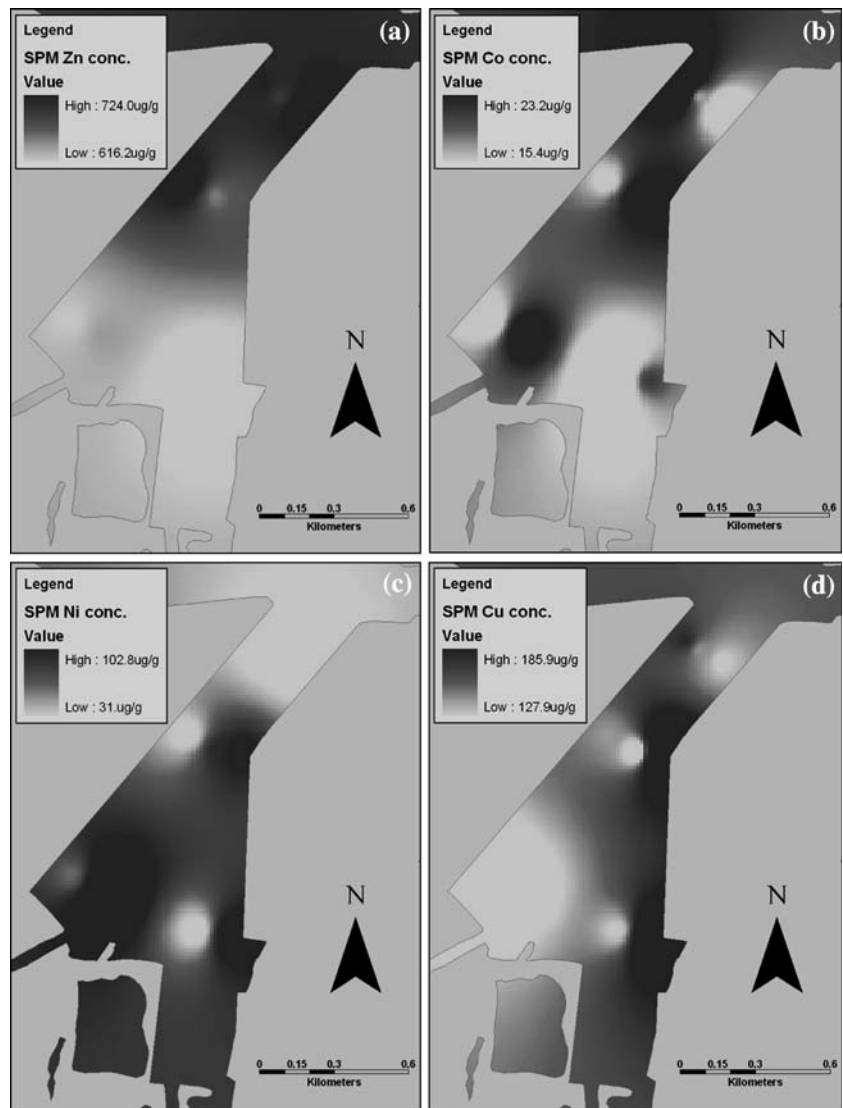 Legend
SPM Zn conc.
Value
High : 724.0ug/g
Low : 616.2ug/g
(a)
N
0 0.15 0.3 0.6
Kilometers
Legend
SPM Co conc.
Value
High : 23.2ug/g
Low : 15.4ug/g
(b)
N
0 0.15 0.3 0.6
Kilometers
Legend
SPM Ni conc.
Value
High : 102.8ug/g
Low : 31.ug/g
(c)
N
0 0.15 0.3 0.6
Kilometers
Legend
SPM Cu conc.
Value
High : 185.9ug/g
Low : 127.9ug/g
(d)
N
0 0.15 0.3 0.6
Kilometers